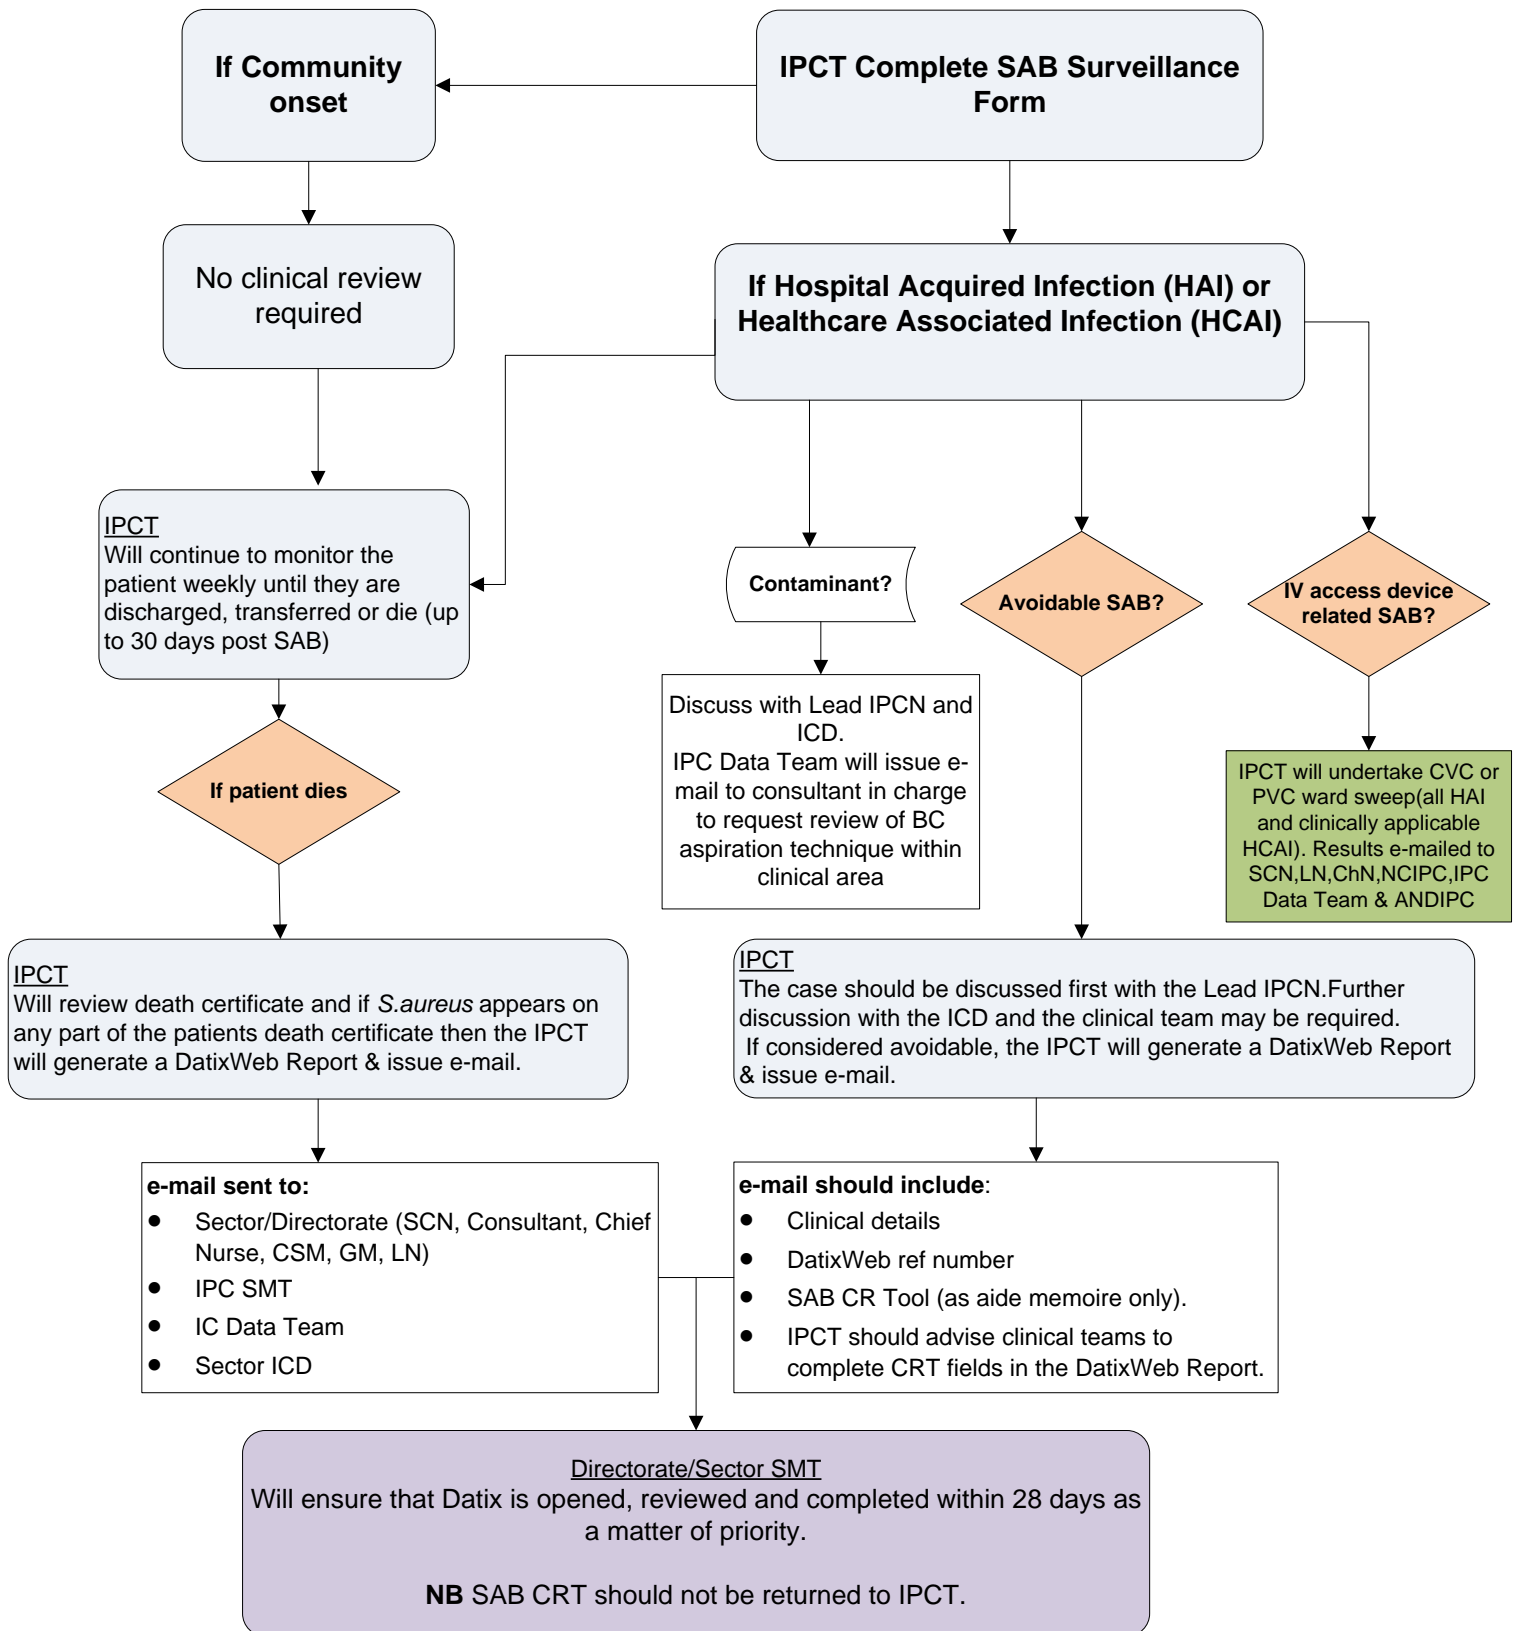 If Community
onset
IPCT Complete SAB Surveillance
Form
No clinical review
required
If Hospital Acquired Infection (HAI) or
Healthcare Associated Infection (HCAI)
IPCT
Will continue to monitor the
patient weekly until they are
discharged, transferred or die (up
to 30 days post SAB)
Contaminant?
Avoidable SAB?
IV access device
related SAB?
Discuss with Lead IPCN and
ICD.
IPC Data Team will issue e-
mail to consultant in charge
to request review of BC
aspiration technique within
clinical area
IPCT will undertake CVC or
PVC ward sweep(all HAI
and clinically applicable
HCAI). Results e-mailed to
SCN,LN,ChN,NCIPC,IPC
Data Team & ANDIPC
If patient dies
IPCT
Will review death certificate and if S.aureus appears on
any part of the patients death certificate then the IPCT
will generate a DatixWeb Report & issue e-mail.
IPCT
The case should be discussed first with the Lead IPCN.Further
discussion with the ICD and the clinical team may be required.
If considered avoidable, the IPCT will generate a DatixWeb Report
& issue e-mail.
e-mail sent to:
● Sector/Directorate (SCN, Consultant, Chief
Nurse, CSM, GM, LN)
● IPC SMT
● IC Data Team
● Sector ICD
e-mail should include:
● Clinical details
● DatixWeb ref number
● SAB CR Tool (as aide memoire only).
● IPCT should advise clinical teams to
complete CRT fields in the DatixWeb Report.
Directorate/Sector SMT
Will ensure that Datix is opened, reviewed and completed within 28 days as
a matter of priority.
NB SAB CRT should not be returned to IPCT.